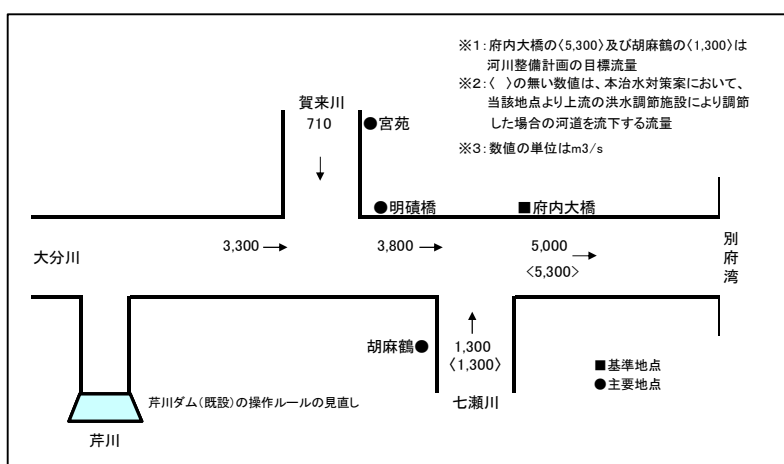 ※1：府内大橋の〈5,300〉及び胡麻鶴の〈1,300〉は
河川整備計画の目標流量
※2：〈　〉の無い数値は、本治水対策案において、
当該地点より上流の洪水調節施設により調節
した場合の河道を流下する流量
※3：数値の単位はm3/s
賀来川
710
●宮苑
↓
●明磧橋
■府内大橋
大分川
3,300→
3,800→
5,000→
〈5,300〉
別府湾
胡麻鶴●
↑
1,300
〈1,300〉
七瀬川
■基準地点
●主要地点
芹川ダム(既設)の操作ルールの見直し
芹川